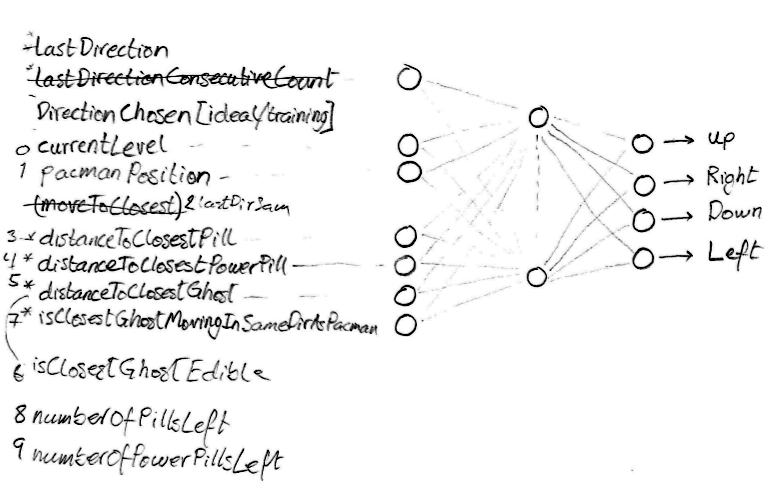 *lastDirection
*lastDirectionConsecutiveCount
DirectionChosen [ideal/training]
0 currentLevel
1 pacmanPosition
(moveToClosest) 2 lastDir
3 * distanceToClosestPill
4 * distanceToClosestPowerPill
5 * distanceToClosestGhost
7 * isClosestGhostMovingInSameDirAsPacman
6 isClosestGhostEdible
8 numberOfPillsLeft
9 numberOfPowerPillsLeft
→ up
→ Right
→ Down
→ Left